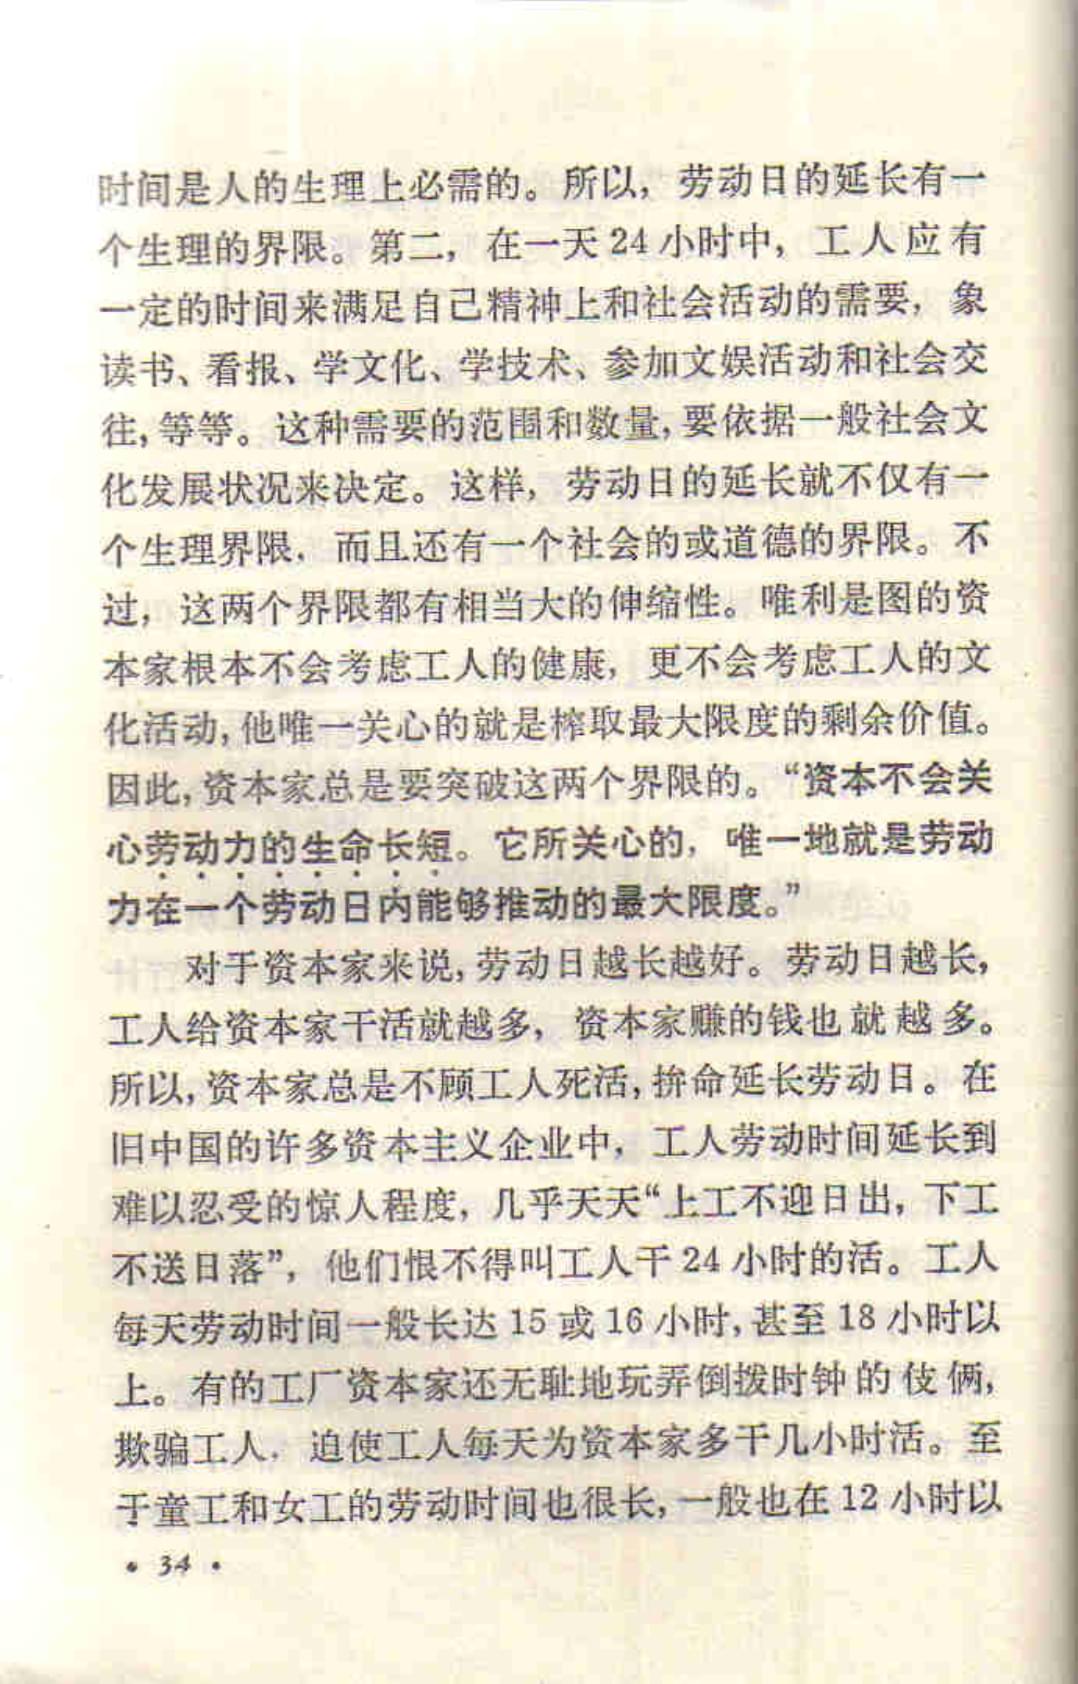 时间是人的生理上必需的。所以，劳动日的延长有一
个生理的界限。第二，在一天24小时中，工人应有
一定的时间来满足自己精神上和社会活动的需要，象
读书、看报、学文化、学技术、参加文娱活动和社会交
往，等等。这种需要的范围和数量，要依据一般社会文
化发展状况来决定。这样，劳动日的延长就不仅有一
个生理界限，而且还有一个社会的或道德的界限。不
过，这两个界限都有相当大的伸缩性。唯利是图的资
本家根本不会考虑工人的健康，更不会考虑工人的文
化活动，他唯一关心的就是榨取最大限度的剩余价值。
因此，资本家总是要突破这两个界限的。“资本不会关
心劳动力的生命长短。它所关心的，唯一地就是劳动
力在一个劳动日内能够推动的最大限度。”
对于资本家来说，劳动日越长越好。劳动日越长，
工人给资本家干活就越多，资本家赚的钱也就越多。
所以，资本家总是不顾工人死活，拚命延长劳动日。在
旧中国的许多资本主义企业中，工人劳动时间延长到
难以忍受的惊人程度，几乎天天“上工不迎日出，下工
不送日落”，他们恨不得叫工人干24小时的活。工人
每天劳动时间一般长达15或16小时，甚至18小时以
上。有的工厂资本家还无耻地玩弄倒拨时钟的伎俩，
欺骗工人，迫使工人每天为资本家多干几小时活。至
于童工和女工的劳动时间也很长，一般也在12小时以
• 34 •